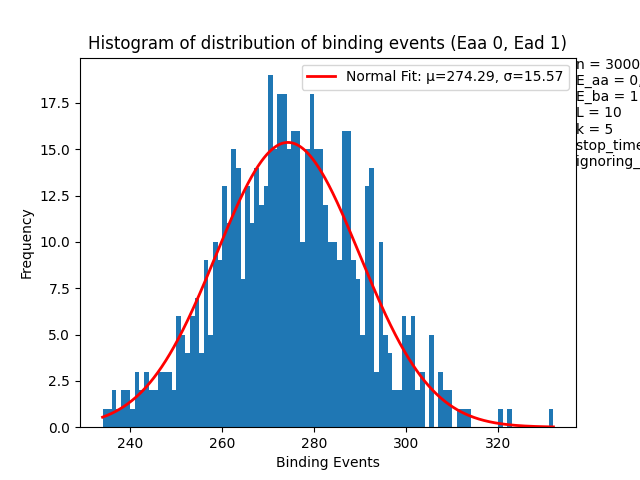 Histogram of distribution of binding events (Eaa 0, Ead 1)
Normal Fit: μ=274.29, σ=15.57
n = 3000
E_aa = 0,
E_ba = 1
L = 10
k = 5
stop_time
ignoring_
17.5
15.0
12.5
10.0
7.5
5.0
2.5
0.0
Frequency
240 260 280 300 320
Binding Events